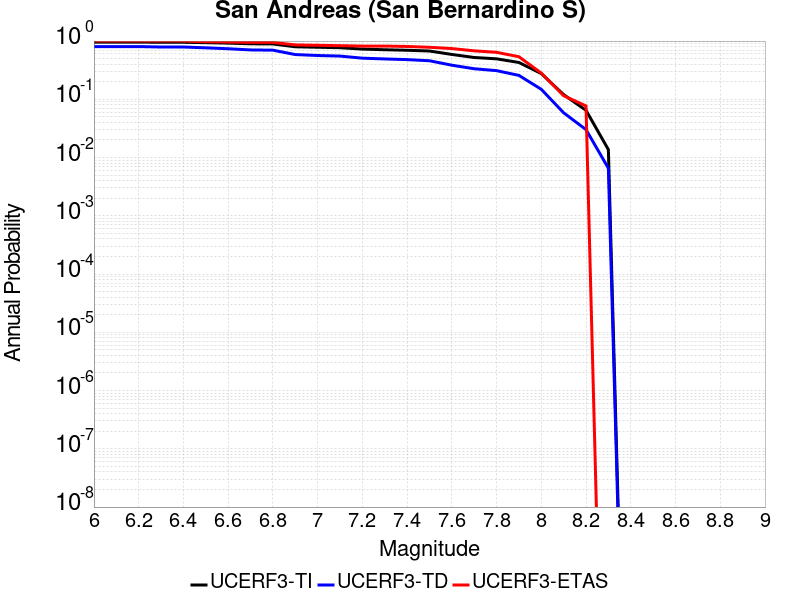 San Andreas (San Bernardino S)
Annual Probability
10^0
10^-1
10^-2
10^-3
10^-4
10^-5
10^-6
10^-7
10^-8
6 6.2 6.4 6.6 6.8 7 7.2 7.4 7.6 7.8 8 8.2 8.4 8.6 8.8 9
Magnitude
UCERF3-TI UCERF3-TD UCERF3-ETAS